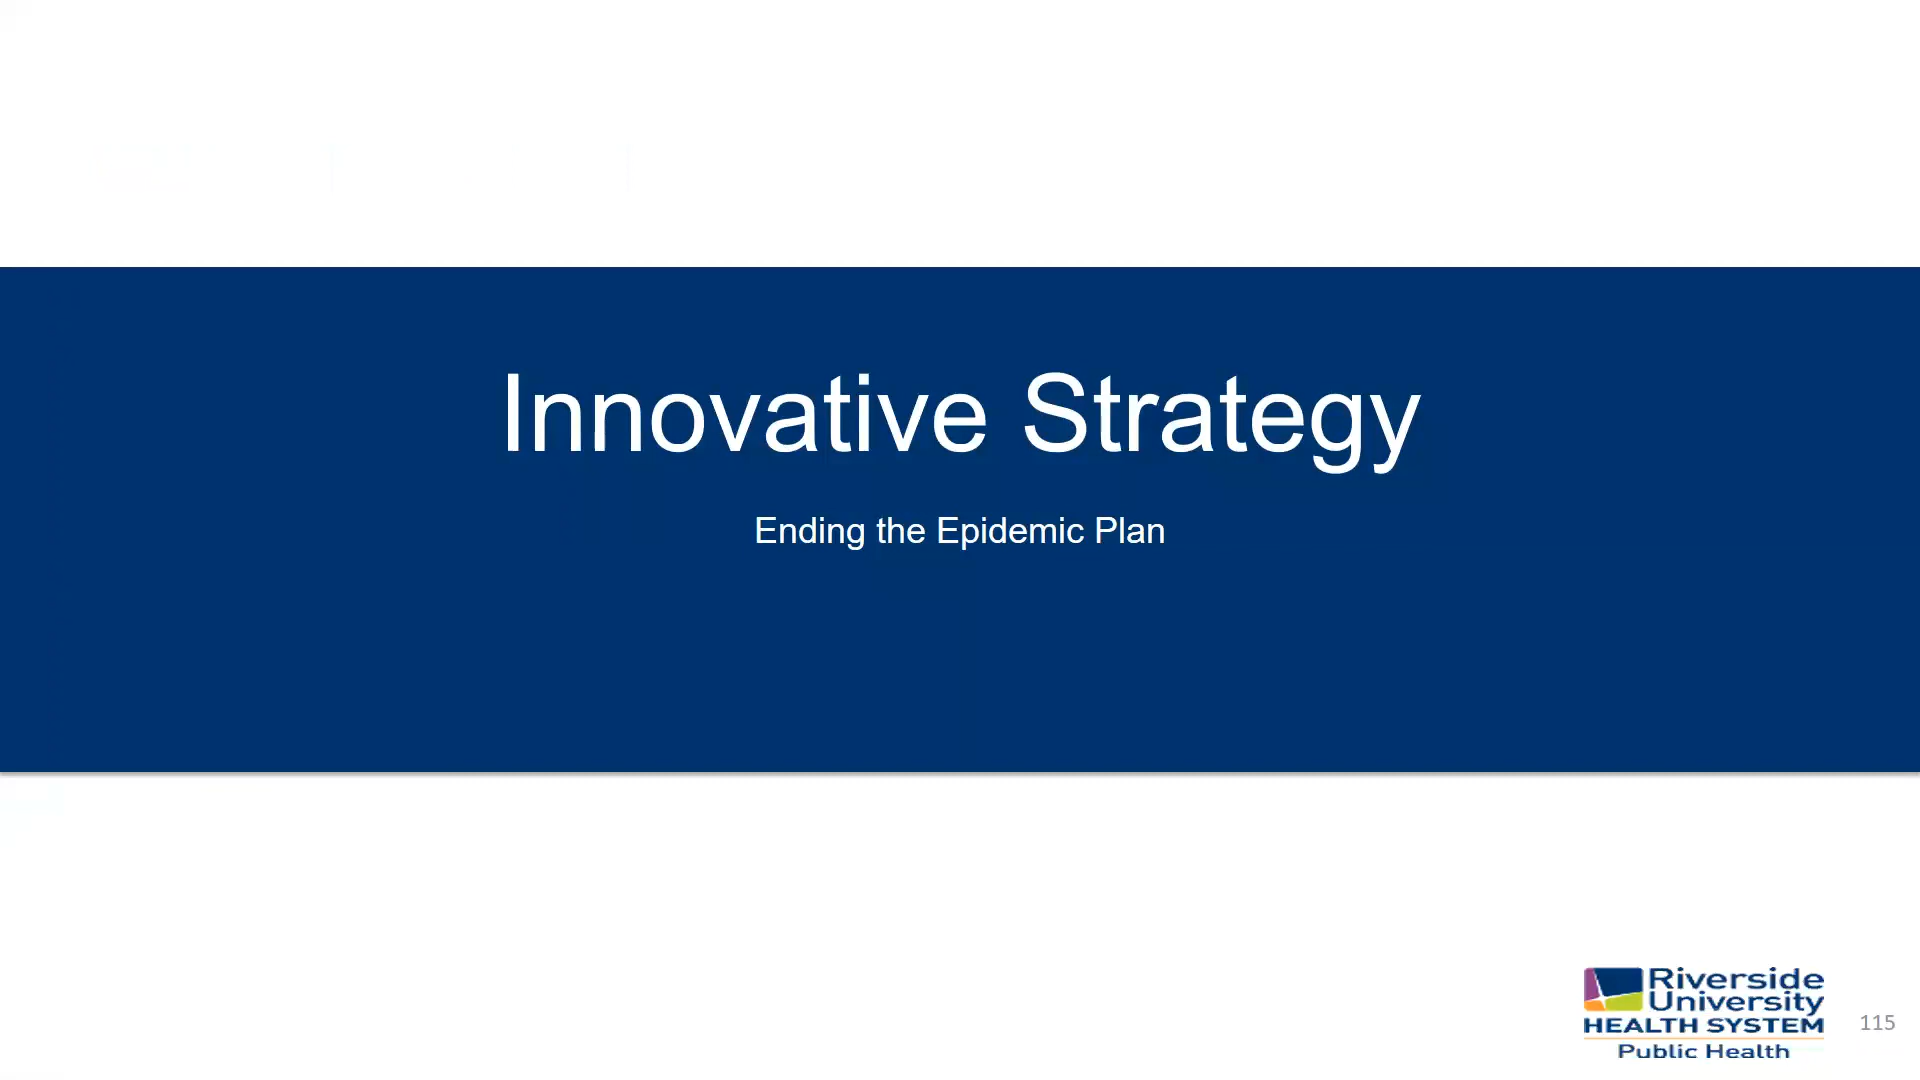 Innovative Strategy
Ending the Epidemic Plan
Riverside
University
HEALTH SYSTEM
Public Health
115